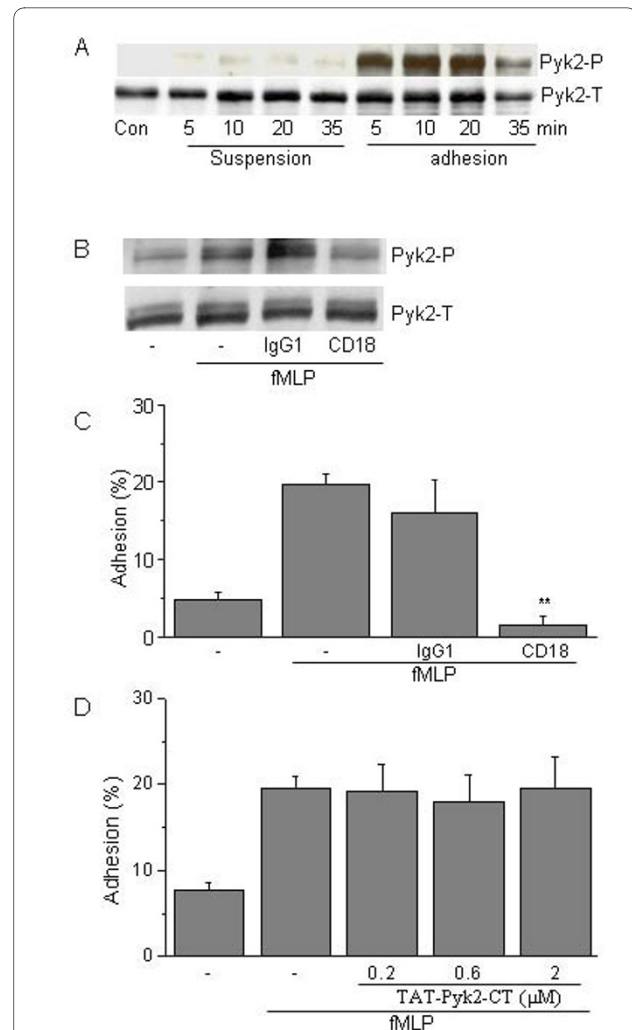 A
Pyk2-P
Pyk2-T
Con 5 10 20 35 5 10 20 35 min
Suspension adhesion
B
Pyk2-P
Pyk2-T
- - IgG1 CD18
fMLP
C
30
20
10
0
Adhesion (%)
**
- - IgG1 CD18
fMLP
D
30
20
10
0
Adhesion (%)
- - 0.2 0.6 2
TAT-Pyk2-CT (µM)
fMLP